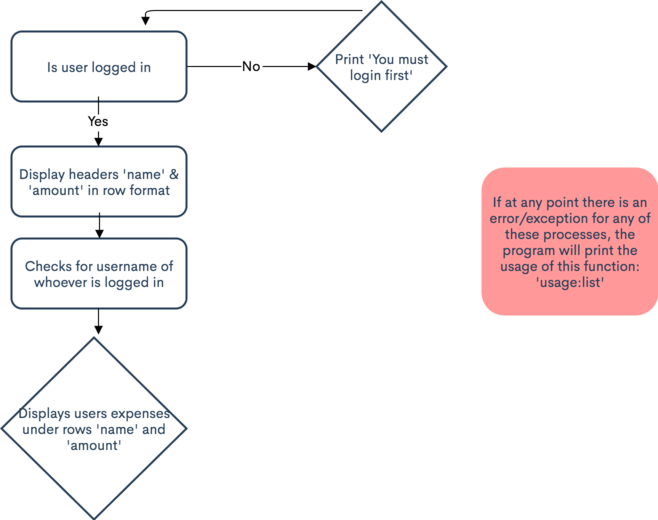 Is user logged in
No
Print 'You must
login first'
Yes
Display headers 'name' &
'amount' in row format
Checks for username of
whoever is logged in
Displays users expenses
under rows 'name' and
'amount'
If at any point there is an
error/exception for any of
these processes, the
program will print the
usage of this function:
'usage:list'